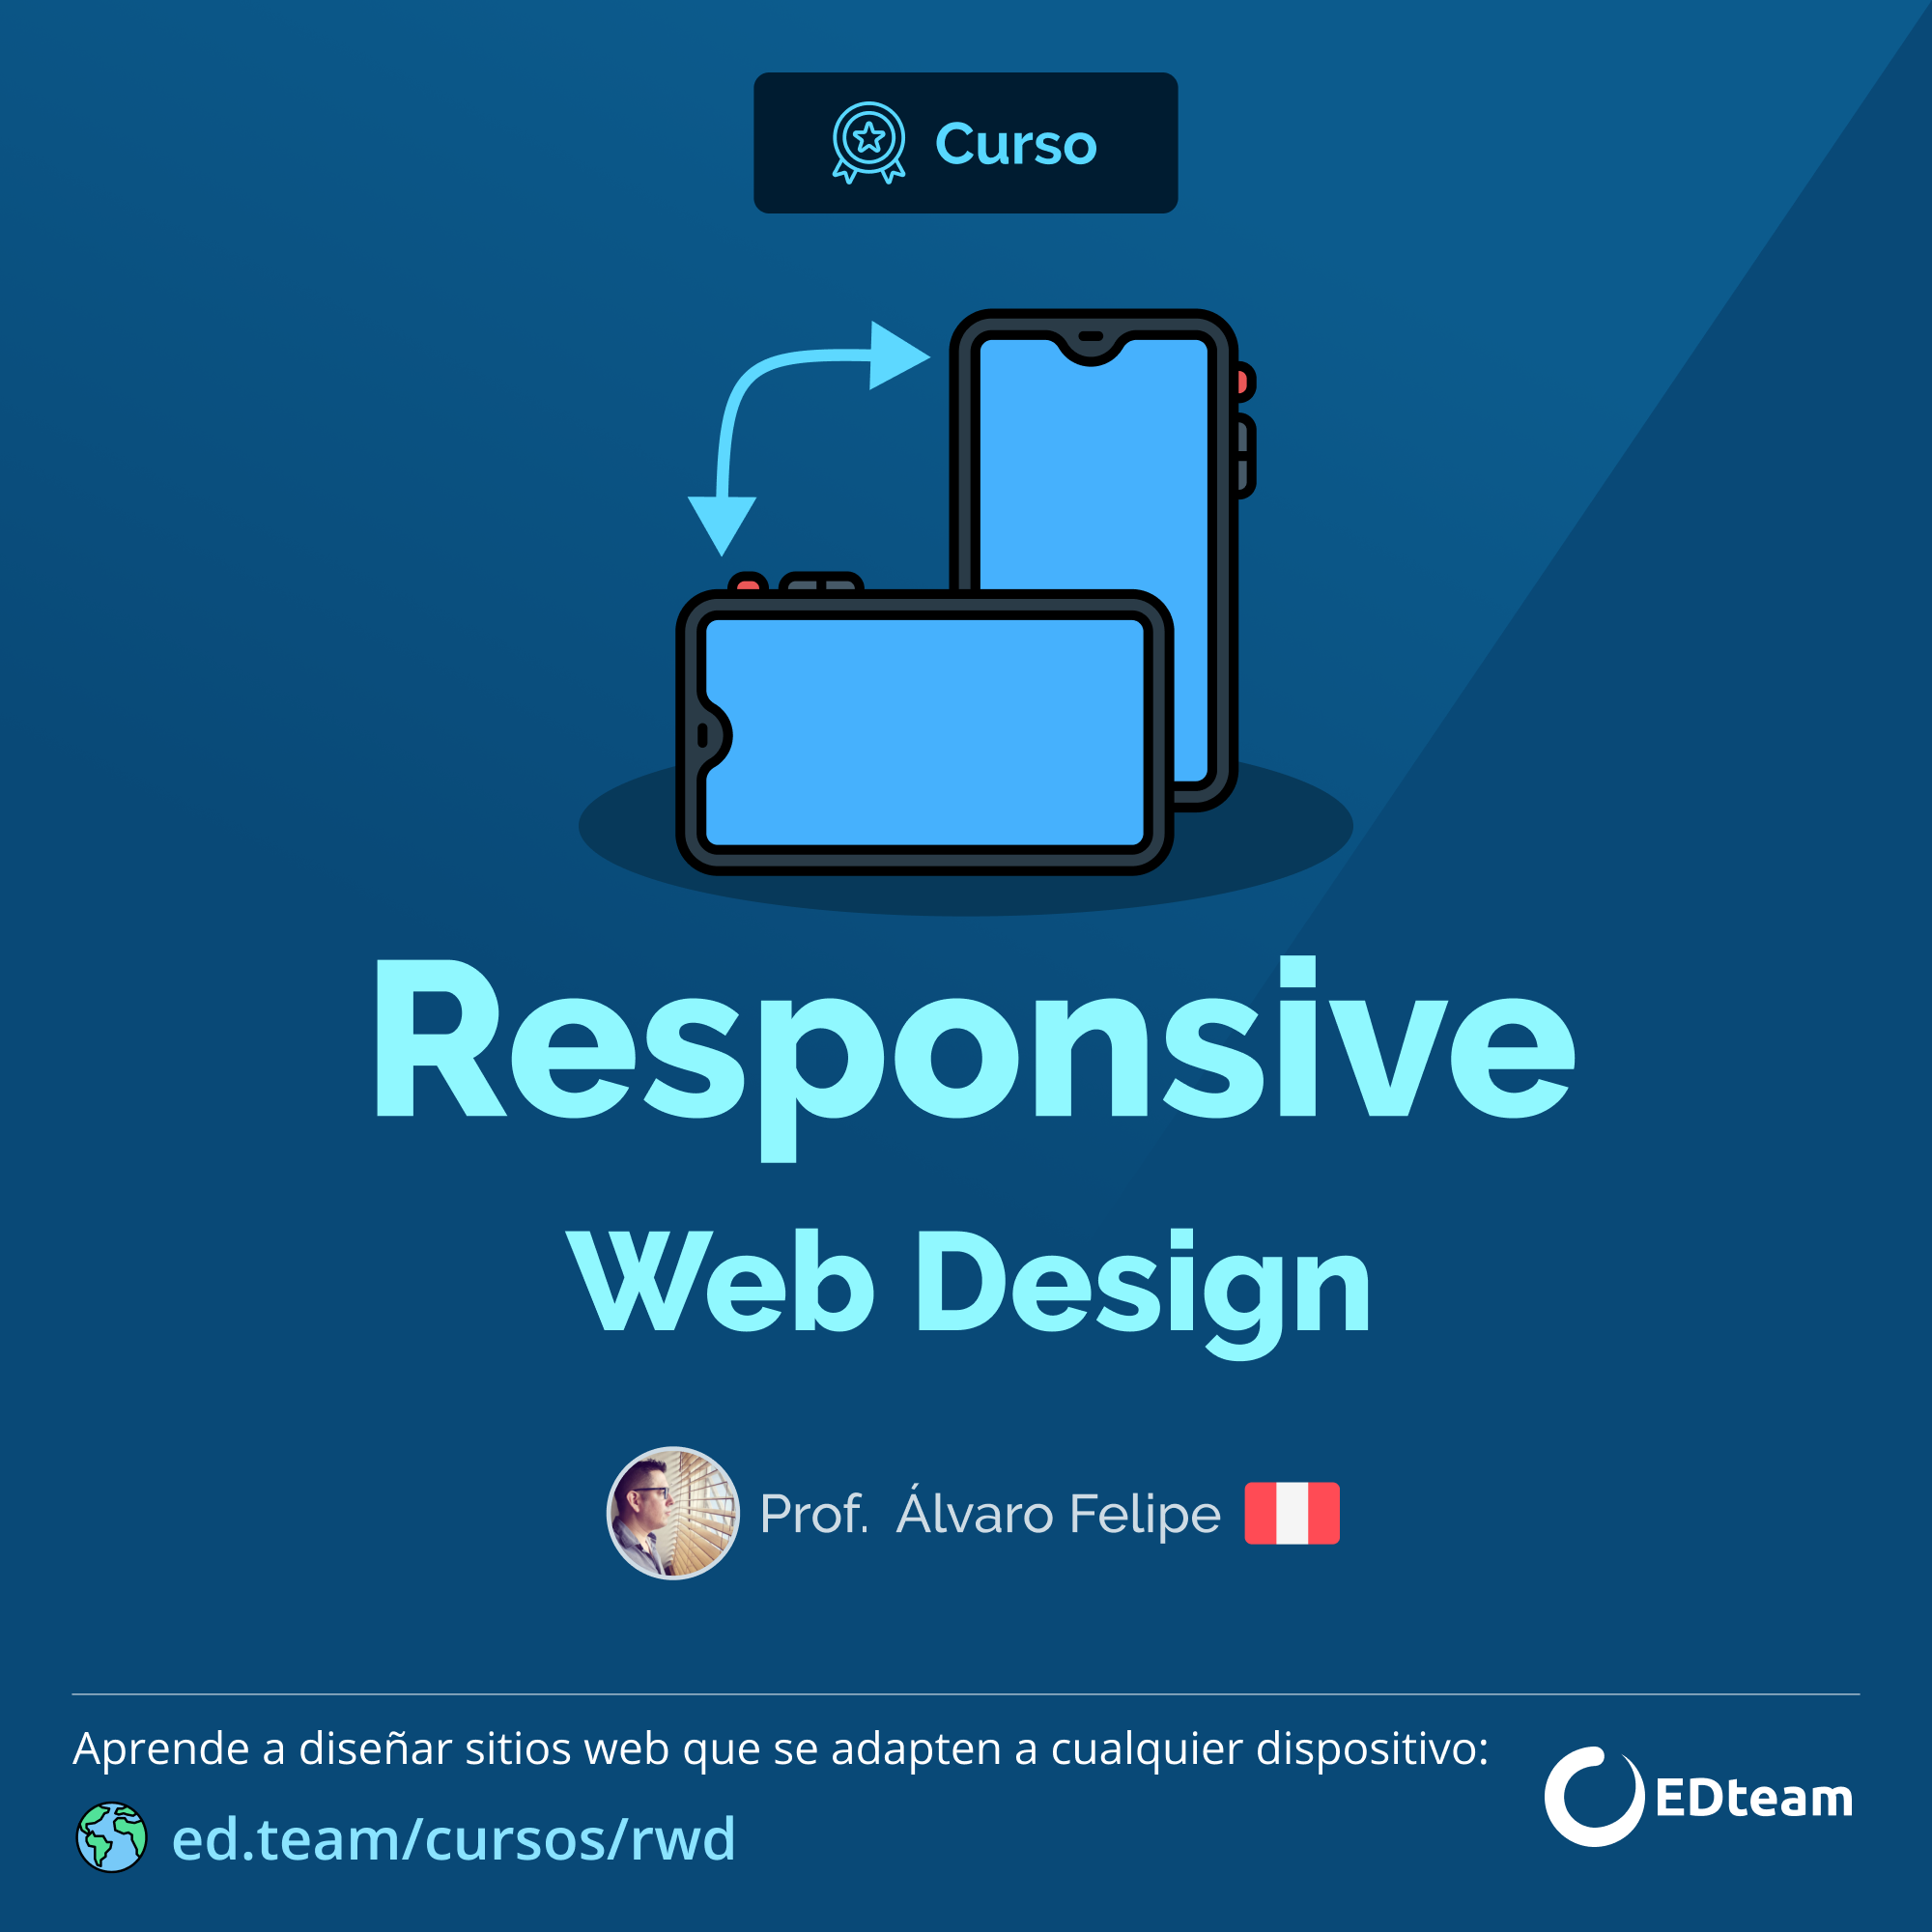 Curso
Responsive
Web Design
Prof. Álvaro Felipe
Aprende a diseñar sitios web que se adapten a cualquier dispositivo:
ed.team/cursos/rwd
EDteam